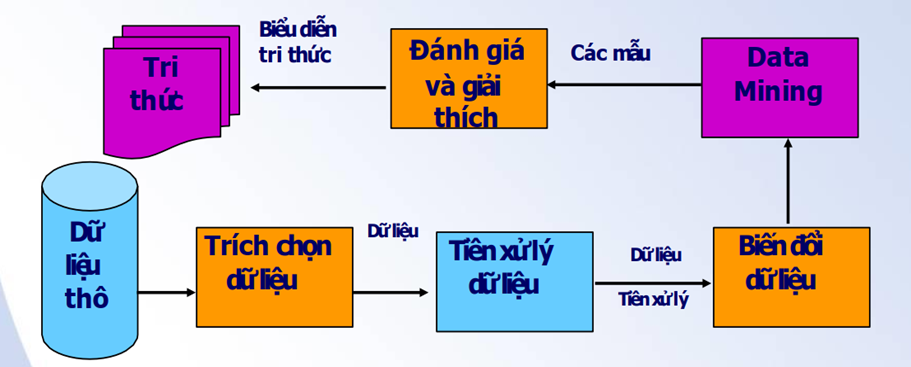 Biểu diễn
tri thức
Tri
thức
Đánh giá
và giải
thích
Các mẫu
Data
Mining
Dữ
liệu
thô
Trích chọn
dữ liệu
Dữ liệu
Tiền xử lý
dữ liệu
Dữ liệu
Tiền xử lý
Biến đổi
dữ liệu